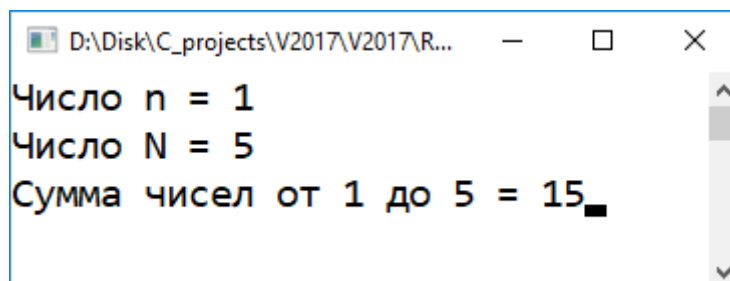 D:\Disk\C_projects\V2017\V2017\R...
Число n = 1
Число N = 5
Сумма чисел от 1 до 5 = 15